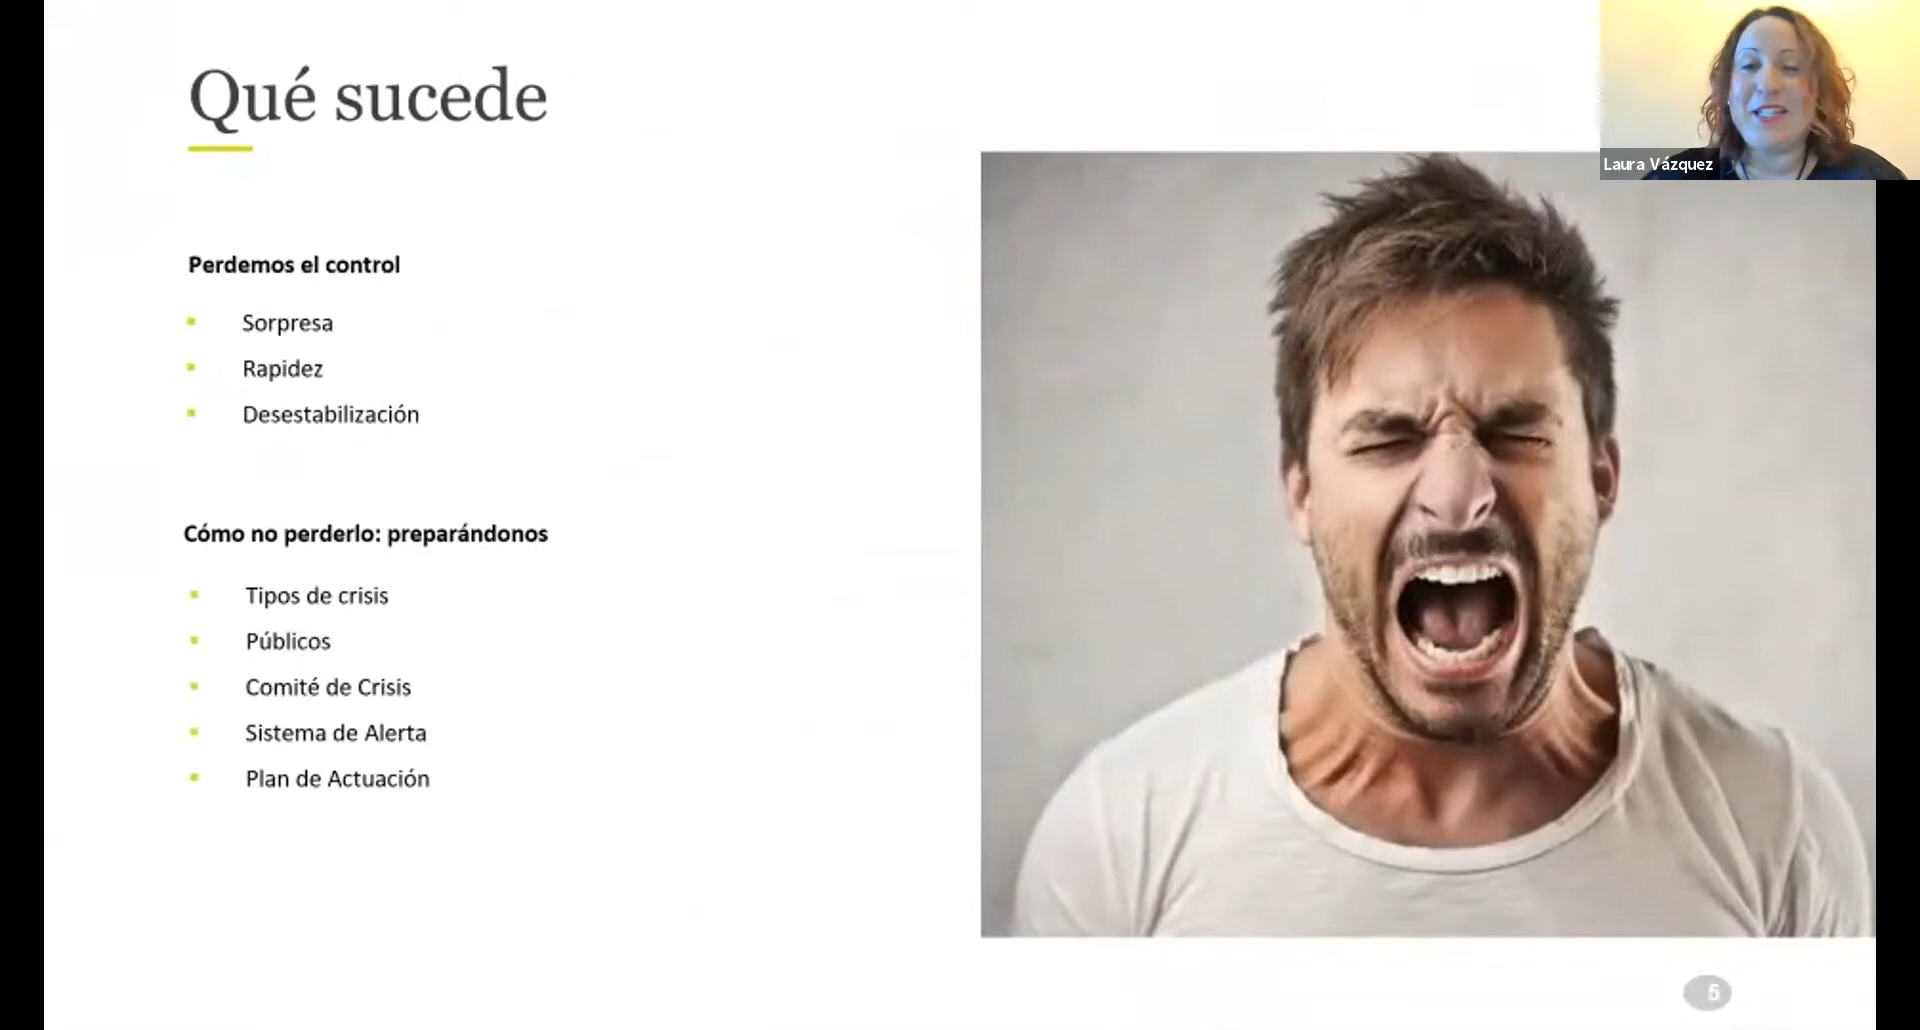 Qué sucede
Laura Vázquez
Perdemos el control
Sorpresa
Rapidez
Desestabilización
Cómo no perderlo: preparándonos
Tipos de crisis
Públicos
Comité de Crisis
Sistema de Alerta
Plan de Actuación
5